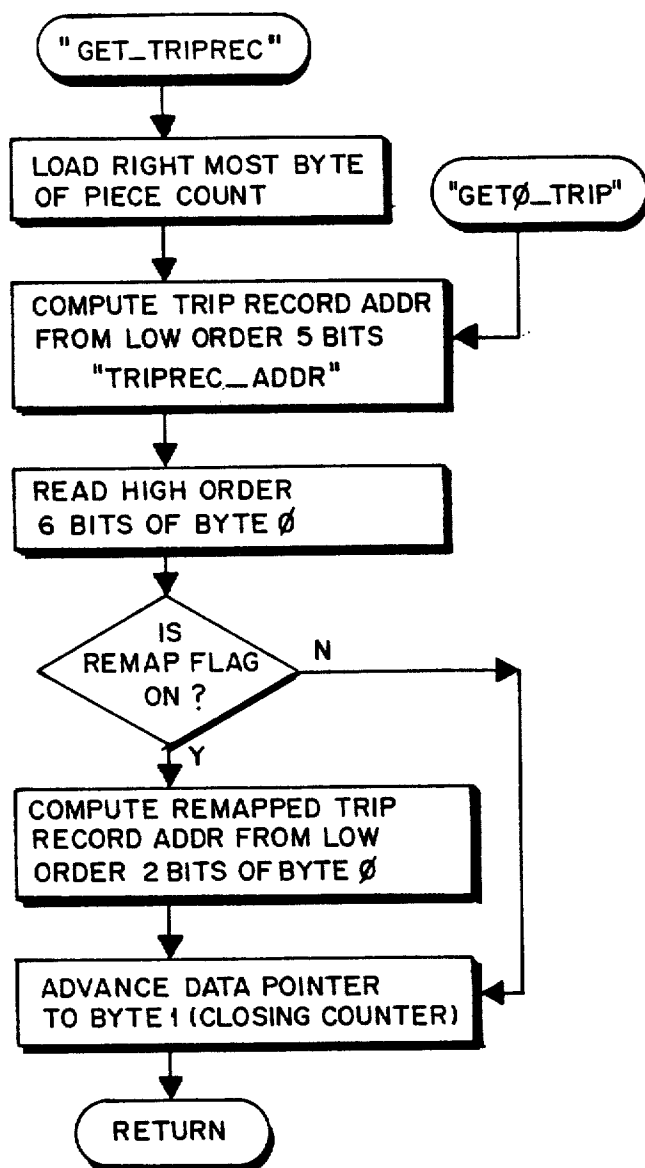 "GET_TRIPREC"
LOAD RIGHT MOST BYTE
OF PIECE COUNT
"GETØ_TRIP"
COMPUTE TRIP RECORD ADDR
FROM LOW ORDER 5 BITS
"TRIPREC_ADDR"
READ HIGH ORDER
6 BITS OF BYTE Ø
IS
REMAP FLAG
ON ?
N
Y
COMPUTE REMAPPED TRIP
RECORD ADDR FROM LOW
ORDER 2 BITS OF BYTE Ø
ADVANCE DATA POINTER
TO BYTE 1 (CLOSING COUNTER)
RETURN